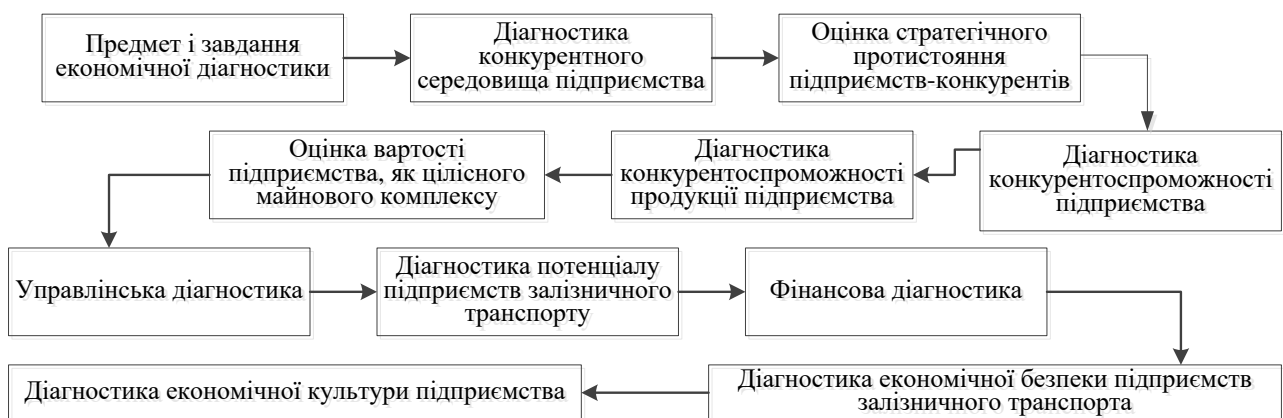 Предмет і завдання
економічної діагностики
Діагностика
конкурентного
середовища підприємства
Оцінка стратегічного
протистояння
підприємств-конкурентів
Діагностика
конкурентоспроможності
підприємства
Діагностика
конкурентоспроможності
продукції підприємства
Оцінка вартості
підприємства, як цілісного
майнового комплексу
Управлінська діагностика
Діагностика потенціалу
підприємств залізничного
транспорту
Фінансова діагностика
Діагностика економічної безпеки підприємств
залізничного транспорта
Діагностика економічної культури підприємства